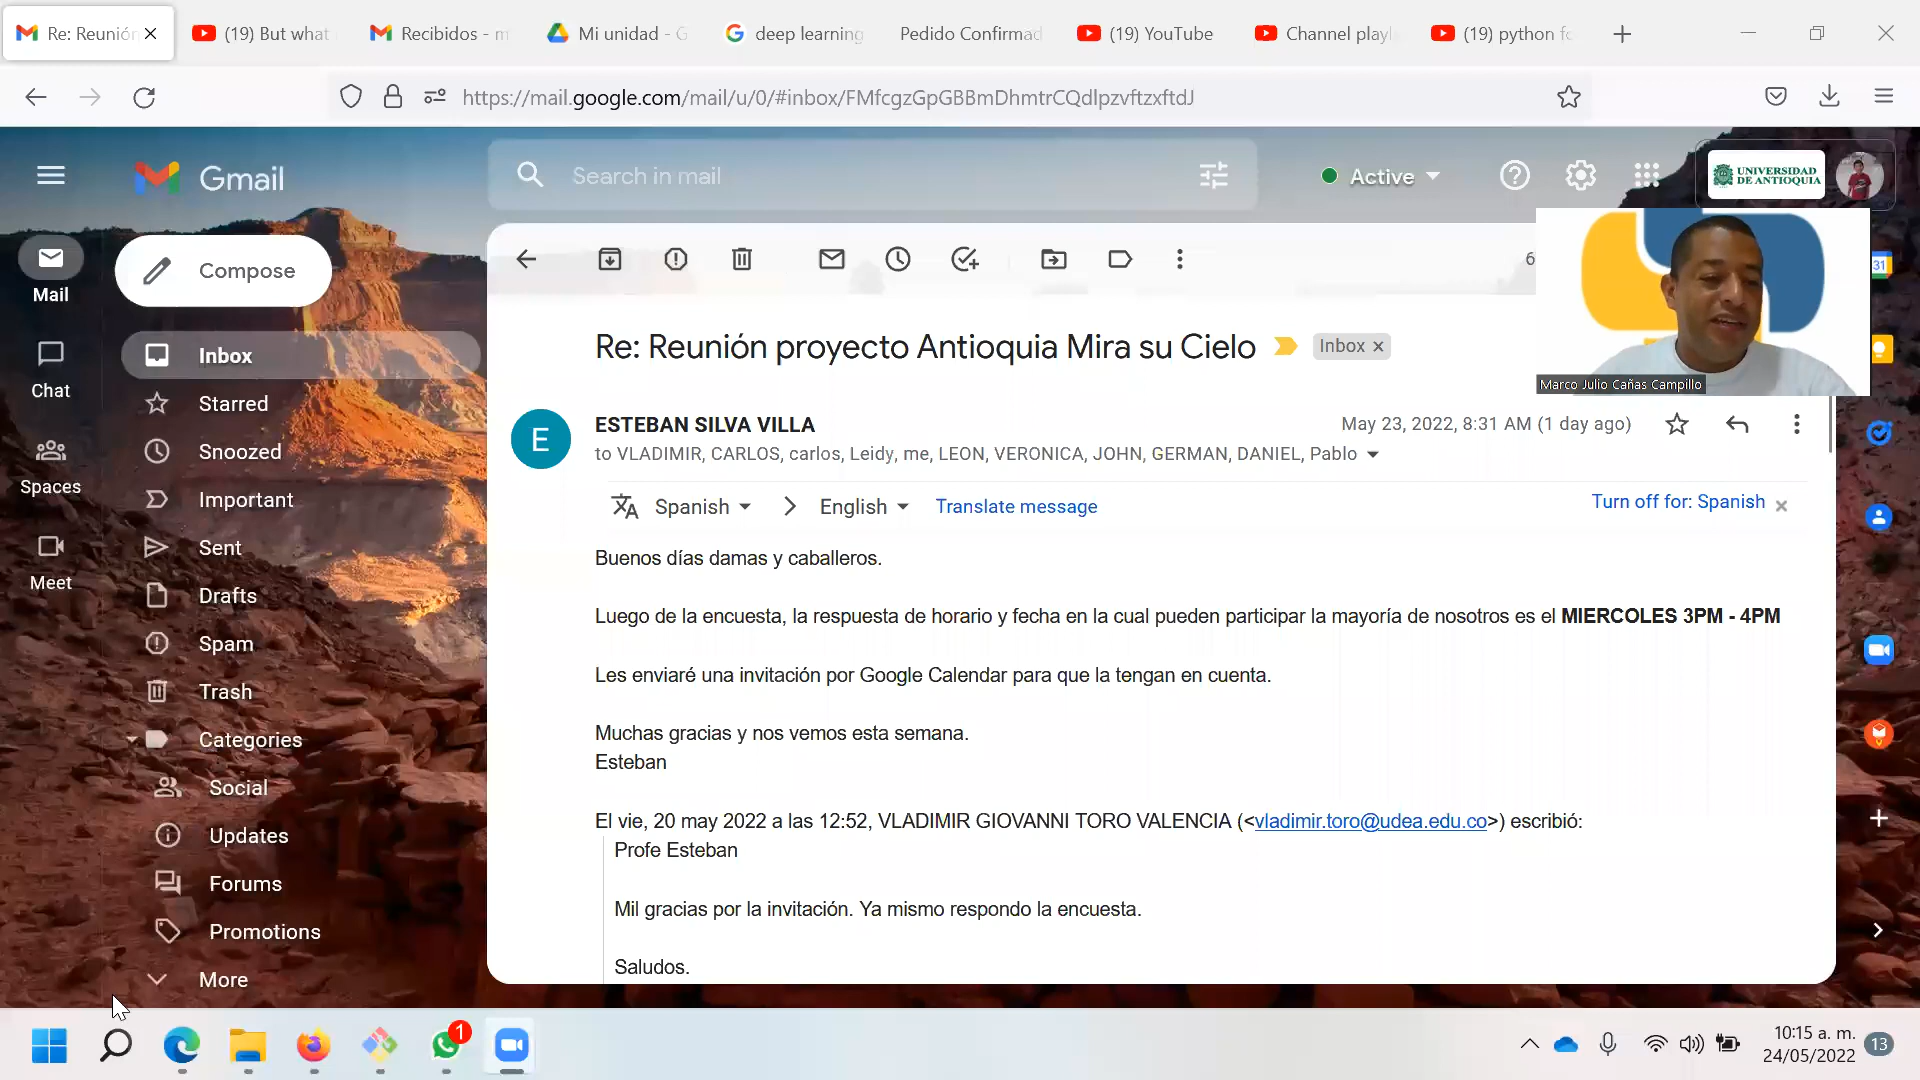 Re: Reunión
(19) But what
Recibidos - m
Mi unidad - G
deep learning
Pedido Confirmad
(19) YouTube
Channel playl
(19) python fo
https://mail.google.com/mail/u/0/#inbox/FMfcgzGpGBBmDhmtrCQdlpzvftzxftdJ
Gmail
Search in mail
Active
UNIVERSIDAD
DE ANTIOQUIA
Mail
Chat
Spaces
Meet
Compose
Inbox
Starred
Snoozed
Important
Sent
Drafts
Spam
Trash
Categories
Social
Updates
Forums
Promotions
More
6
31
Marco Julio Cañas Campillo
Re: Reunión proyecto Antioquia Mira su Cielo
Inbox
E
ESTEBAN SILVA VILLA
May 23, 2022, 8:31 AM (1 day ago)
to VLADIMIR, CARLOS, carlos, Leidy, me, LEON, VERONICA, JOHN, GERMAN, DANIEL, Pablo
Spanish
English
Translate message
Turn off for: Spanish
Buenos días damas y caballeros.
Luego de la encuesta, la respuesta de horario y fecha en la cual pueden participar la mayoría de nosotros es el MIERCOLES 3PM - 4PM
Les enviaré una invitación por Google Calendar para que la tengan en cuenta.
Muchas gracias y nos vemos esta semana.
Esteban
El vie, 20 may 2022 a las 12:52, VLADIMIR GIOVANNI TORO VALENCIA (<vladimir.toro@udea.edu.co>) escribió:
Profe Esteban
Mil gracias por la invitación. Ya mismo respondo la encuesta.
Saludos.
1
10:15 a. m.
24/05/2022
13